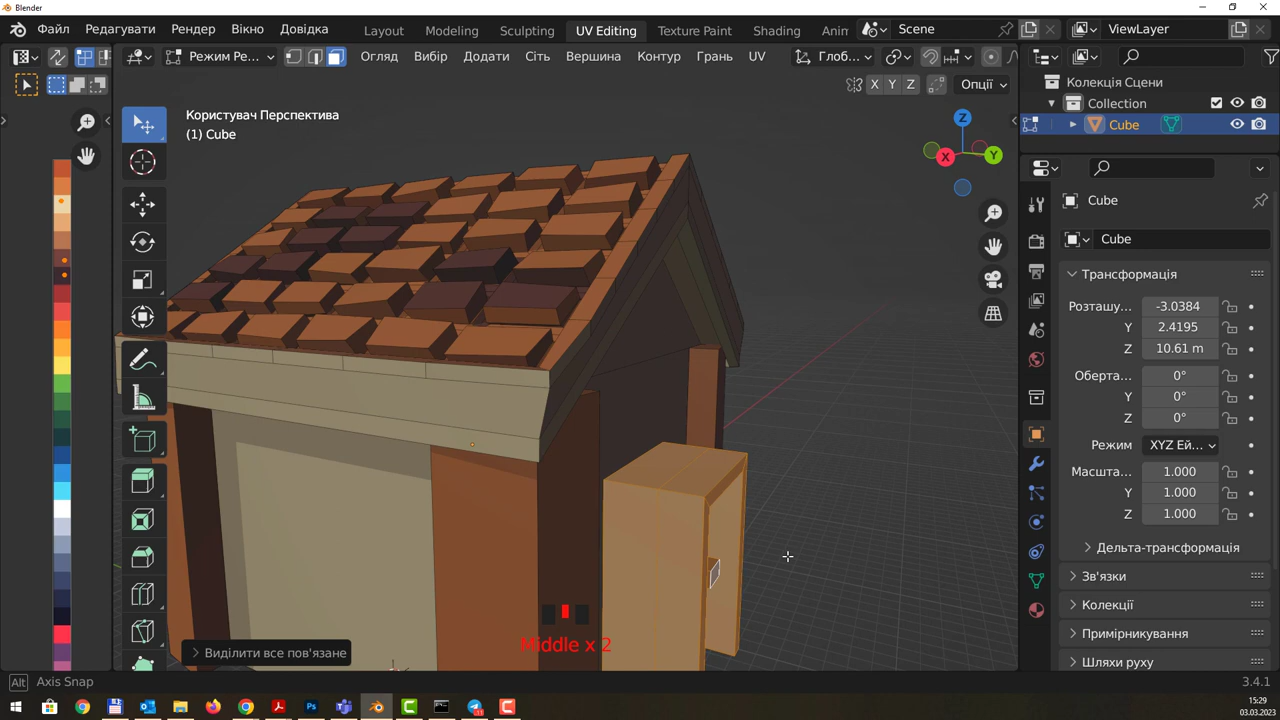 Blender
Файл Редагувати Рендер Вікно Довідка Layout Modeling Sculpting UV Editing Texture Paint Shading Anim Scene ViewLayer
Режим Ре... Огляд Вибір Додати Сіть Вершина Контур Грань UV Глоб...
X Y Z Опції
Користувач Перспектива
(1) Cube
Z
X
Y
Колекція Сцени
Collection
Cube
Cube
Cube
Трансформація
Розташу... -3.0384
Y 2.4195
Z 10.61 m
Оберта... 0°
Y 0°
Z 0°
Режим XYZ Ей...
Масшта... 1.000
Y 1.000
Z 1.000
Дельта-трансформація
Зв'язки
Колекції
Примірникування
Шляхи руху
Middle x 2
Виділити все пов'язане
Alt Axis Snap 3.4.1
15:29
03.03.2023